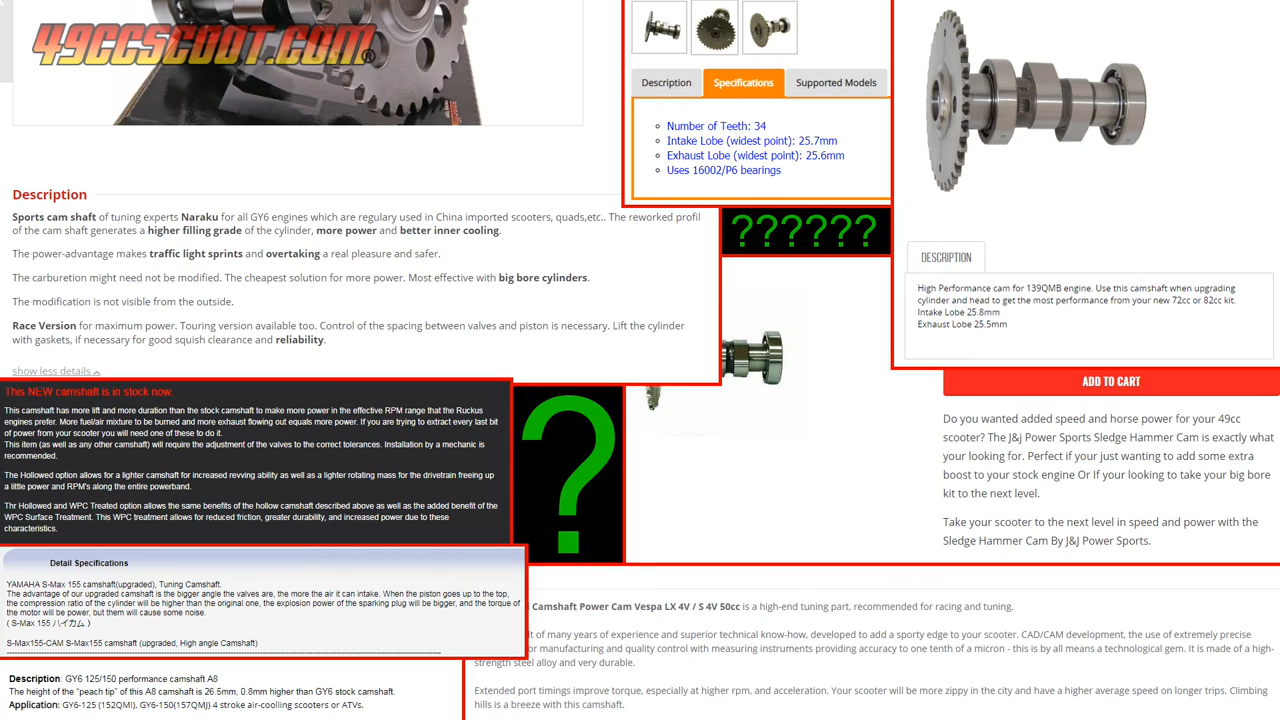 49CCSCOOT.COM®
Description
Sports cam shaft of tuning experts Naraku for all GY6 engines which are regulary used in China imported scooters, quads,etc.. The reworked profil
of the cam shaft generates a higher filling grade of the cylinder, more power and better inner cooling.
The power-advantage makes traffic light sprints and overtaking a real pleasure and safer.
The carburetion might need not be modified. The cheapest solution for more power. Most effective with big bore cylinders.
The modification is not visible from the outside.
Race Version for maximum power. Touring version available too. Control of the spacing between valves and piston is necessary. Lift the cylinder
with gaskets, if necessary for good squish clearance and reliability.
show less details
Description Specifications Supported Models
Number of Teeth: 34
Intake Lobe (widest point): 25.7mm
Exhaust Lobe (widest point): 25.6mm
Uses 16002/P6 bearings
??????
DESCRIPTION
High Performance cam for 139QMB engine. Use this camshaft when upgrading
cylinder and head to get the most performance from your new 72cc or 82cc kit.
Intake Lobe 25.8mm
Exhaust Lobe 25.5mm
ADD TO CART
Do you wanted added speed and horse power for your 49cc
scooter? The J&j Power Sports Sledge Hammer Cam is exactly what
your looking for. Perfect if your just wanting to add some extra
boost to your stock engine Or If your looking to take your big bore
kit to the next level.
Take your scooter to the next level in speed and power with the
Sledge Hammer Cam By J&J Power Sports.
This NEW camshaft is in stock now.
This camshaft has more lift and more duration than the stock camshaft to make more power in the effective RPM range that the Ruckus
engines prefer. More fuel/air mixture to be burned and more exhaust flowing out equals more power. If you are trying to extract every last bit
of power from your scooter you will need one of these to do it.
This item (as well as any other camshaft) will require the adjustment of the valves to the correct tolerances. Installation by a mechanic is
recommended.
The Hollowed option allows for a lighter camshaft for increased revving ability as well as a lighter rotating mass for the drivetrain freeing up
a little power and RPM's along the entire powerband.
Thr Hollowed and WPC Treated option allows the same benefits of the hollow camshaft described above as well as the added benefit of the
WPC Surface Treatment. This WPC treatment allows for reduced friction, greater durability, and increased power due to these
characteristics.
?
Detail Specifications
YAMAHA S-Max 155 camshaft(upgraded), Tuning Camshaft.
The advantage of our upgraded camshaft is the bigger angle the valves are, the more the air it can intake. When the piston goes up to the top,
the compression ratio of the cylinder will be higher than the original one, the explosion power of the sparking plug will be bigger, and the torque of
the motor will be power, but them will cause some noise.
( S-Max 155 ハイカム )
S-Max155-CAM S-Max155 camshaft (upgraded, High angle Camshaft)
Camshaft Power Cam Vespa LX 4V / S 4V 50cc is a high-end tuning part, recommended for racing and tuning.
of many years of experience and superior technical know-how, developed to add a sporty edge to your scooter. CAD/CAM development, the use of extremely precise
manufacturing and quality control with measuring instruments providing accuracy to one tenth of a micron - this is by all means a technological gem. It is made of a high-
strength steel alloy and very durable.
Extended port timings improve torque, especially at higher rpm, and acceleration. Your scooter will be more zippy in the city and have a higher average speed on longer trips. Climbing
hills is a breeze with this camshaft.
Description: GY6 125/150 performance camshaft A8
The height of the “peach tip” of this A8 camshaft is 26.5mm, 0.8mm higher than GY6 stock camshaft.
Application: GY6-125 (152QMI), GY6-150(157QMJ) 4 stroke air-coolling scooters or ATVs.